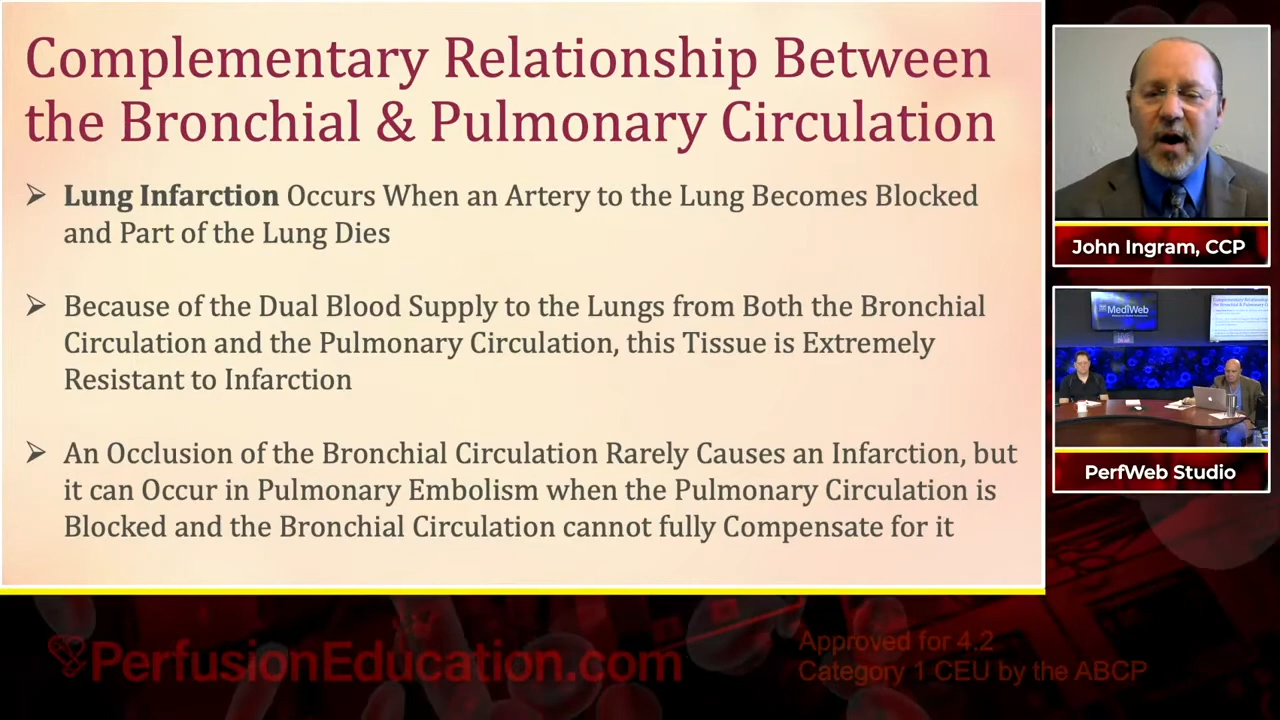 Complementary Relationship Between
the Bronchial & Pulmonary Circulation
➢ Lung Infarction Occurs When an Artery to the Lung Becomes Blocked
and Part of the Lung Dies
➢ Because of the Dual Blood Supply to the Lungs from Both the Bronchial
Circulation and the Pulmonary Circulation, this Tissue is Extremely
Resistant to Infarction
➢ An Occlusion of the Bronchial Circulation Rarely Causes an Infarction, but
it can Occur in Pulmonary Embolism when the Pulmonary Circulation is
Blocked and the Bronchial Circulation cannot fully Compensate for it
John Ingram, CCP
MediWeb
PerfWeb Studio
PerfusionEducation.com
Approved for 4.2
Category 1 CEU by the ABCP